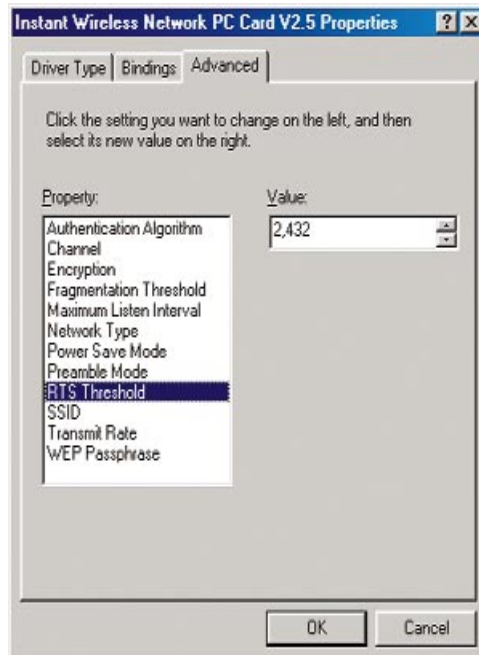 Instant Wireless Network PC Card V2.5 Properties ? X
Driver Type Bindings Advanced
Click the setting you want to change on the left, and then
select its new value on the right.
Property:
Value:
Authentication Algorithm
Channel
Encryption
Fragmentation Threshold
Maximum Listen Interval
Network Type
Power Save Mode
Preamble Mode
RTS Threshold
SSID
Transmit Rate
WEP Passphrase
2,432
OK
Cancel